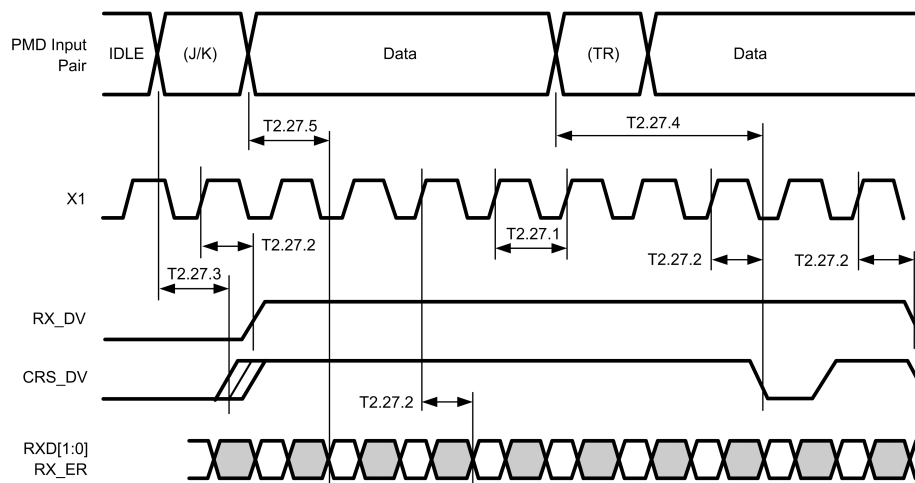 PMD Input
Pair
IDLE
(J/K)
Data
(TR)
Data
T2.27.5
T2.27.4
X1
T2.27.2
T2.27.1
T2.27.2
T2.27.2
T2.27.3
RX_DV
CRS_DV
T2.27.2
RXD[1:0]
RX_ER